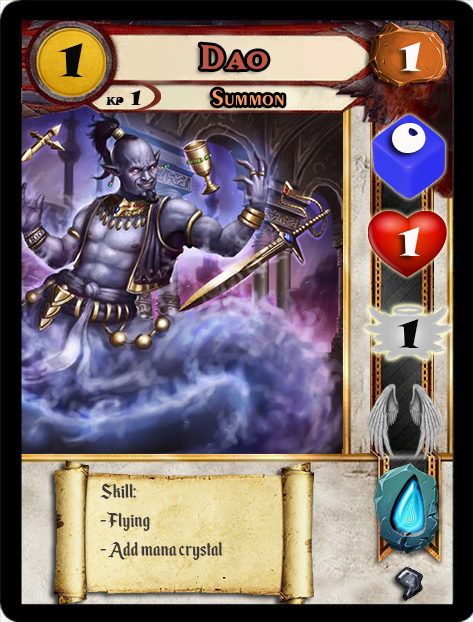 1
Dao
1
KP 1
Summon
1
1
Skill:
- Flying
- Add mana crystal